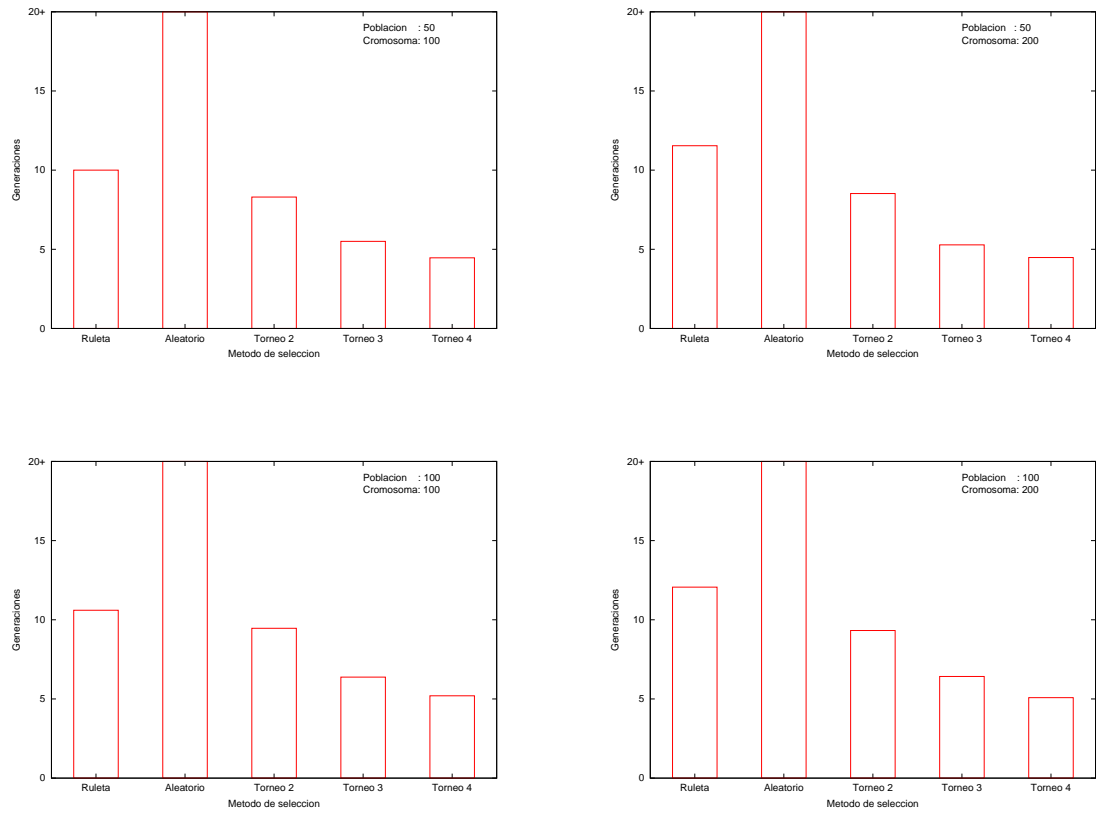 20+
15
10
5
0
Generaciones
Poblacion : 50
Cromosoma: 100
Ruleta Aleatorio Torneo 2 Torneo 3 Torneo 4
Metodo de seleccion
20+
15
10
5
0
Generaciones
Poblacion : 50
Cromosoma: 200
Ruleta Aleatorio Torneo 2 Torneo 3 Torneo 4
Metodo de seleccion
20+
15
10
5
0
Generaciones
Poblacion : 100
Cromosoma: 100
Ruleta Aleatorio Torneo 2 Torneo 3 Torneo 4
Metodo de seleccion
20+
15
10
5
0
Generaciones
Poblacion : 100
Cromosoma: 200
Ruleta Aleatorio Torneo 2 Torneo 3 Torneo 4
Metodo de seleccion